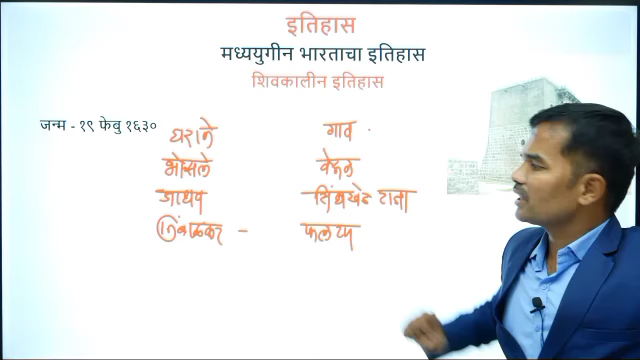 इतिहास
मध्ययुगीन भारताचा इतिहास
शिवकालीन इतिहास
जन्म - १९ फेबु १६३०
घराने गाव
भोसले वेरूळ
जाधव सिंदखेड राजा
निंबाळकर - फलटण